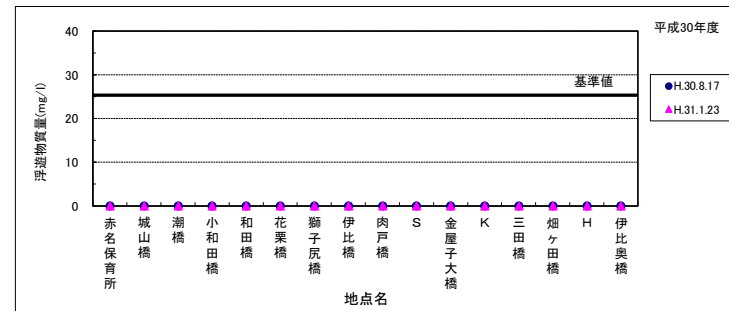 平成30年度
浮遊物質量(mg/l)
40
30
20
10
0
基準値
H.30.8.17
H.31.1.23
赤名保育所
城山橋
潮橋
小和田橋
和田橋
花栗橋
獅子尻橋
伊比橋
肉戸橋
S
金屋子大橋
K
三田橋
畑ヶ田橋
H
伊比奥橋
地点名